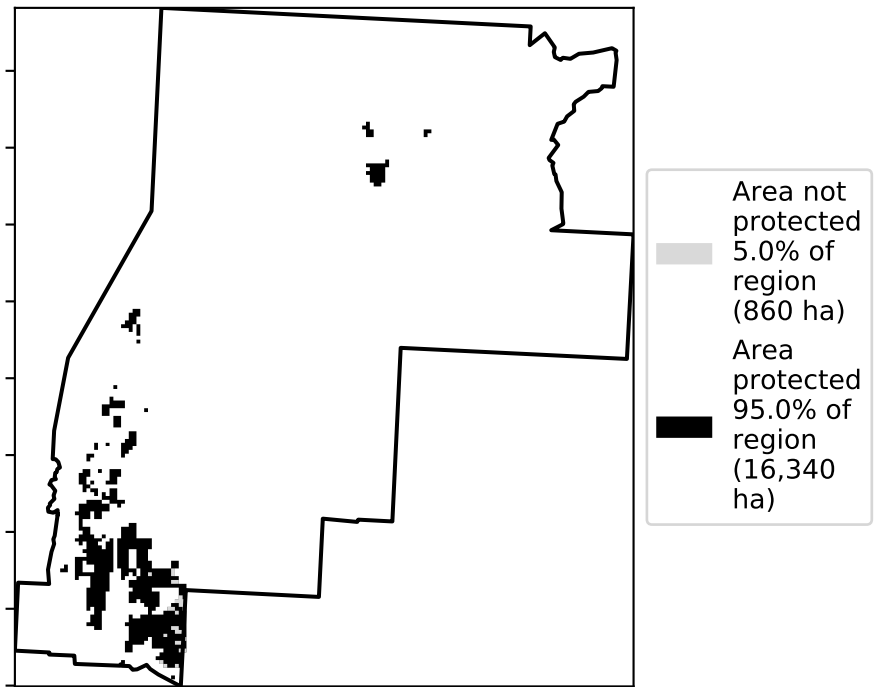 Area not
protected
5.0% of
region
(860 ha)
Area
protected
95.0% of
region
(16,340
ha)